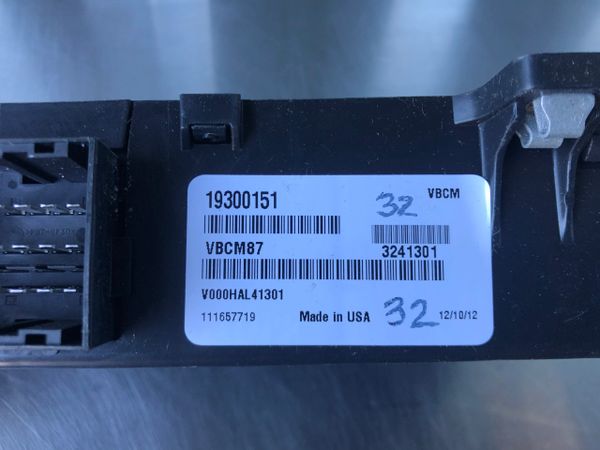 19300151
32
VBCM
VBCM87
3241301
V000HAL41301
111657719
Made in USA
32
12/10/12